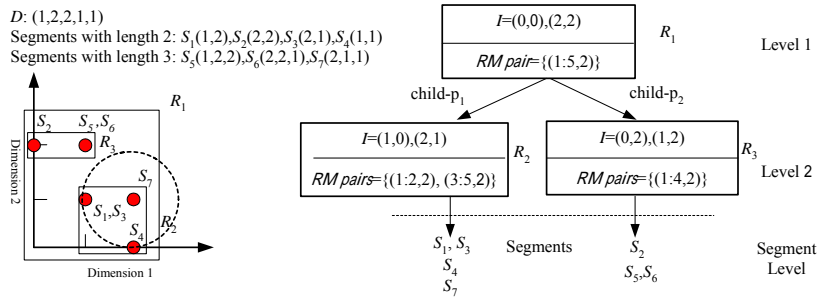 D: (1,2,2,1,1)
Segments with length 2: S1(1,2),S2(2,2),S3(2,1),S4(1,1)
Segments with length 3: S5(1,2,2),S6(2,2,1),S7(2,1,1)
R1
S2
S5,S6
R3
S7
S1,S3
R2
S4
Dimension 2
Dimension 1
I=(0,0),(2,2)
RM pair={(1:5,2)}
R1
Level 1
child-p1
child-p2
I=(1,0),(2,1)
RM pairs={(1:2,2), (3:5,2)}
R2
I=(0,2),(1,2)
RM pairs={(1:4,2)}
R3
Level 2
S1, S3
S4
S7
Segments
S2
S5,S6
Segment
Level